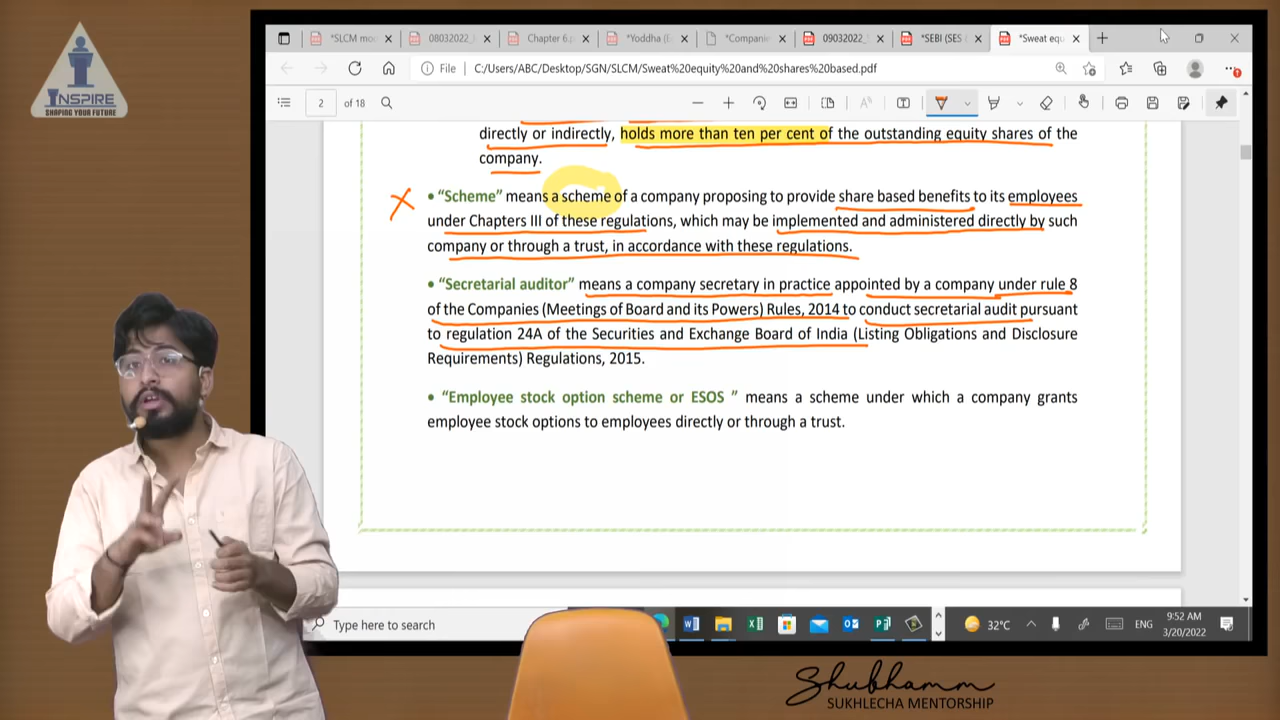 INSPIRE
SHAPING YOUR FUTURE
*SLCM mo
08032022_
Chapter 6.p
*Yoddha (E
*Companie
09032022_
*SEBI (SES
*Sweat equ
File
C:/Users/ABC/Desktop/SGN/SLCM/Sweat%20equity%20and%20shares%20based.pdf
2 of 18
directly or indirectly, holds more than ten per cent of the outstanding equity shares of the
company.
• “Scheme” means a scheme of a company proposing to provide share based benefits to its employees
under Chapters III of these regulations, which may be implemented and administered directly by such
company or through a trust, in accordance with these regulations.
• “Secretarial auditor” means a company secretary in practice appointed by a company under rule 8
of the Companies (Meetings of Board and its Powers) Rules, 2014 to conduct secretarial audit pursuant
to regulation 24A of the Securities and Exchange Board of India (Listing Obligations and Disclosure
Requirements) Regulations, 2015.
• “Employee stock option scheme or ESOS ” means a scheme under which a company grants
employee stock options to employees directly or through a trust.
Type here to search
32°C
ENG
9:52 AM
3/20/2022
Shubhamm
SUKHLECHA MENTORSHIP